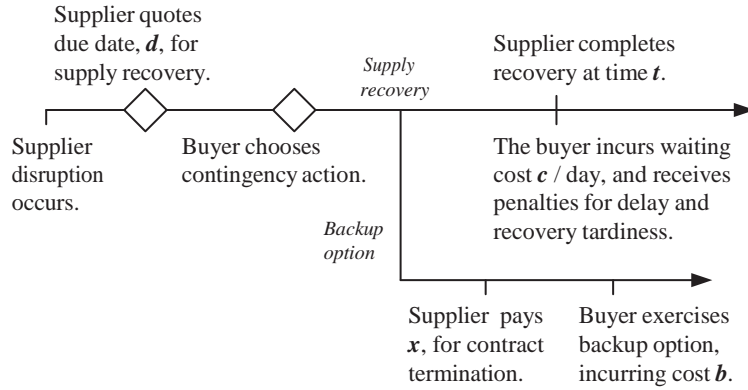 Supplier quotes
due date, d, for
supply recovery.
Supply
recovery
Supplier completes
recovery at time t.
Supplier
disruption
occurs.
Buyer chooses
contingency action.
The buyer incurs waiting
cost c / day, and receives
penalties for delay and
recovery tardiness.
Backup
option
Supplier pays
x, for contract
termination.
Buyer exercises
backup option,
incurring cost b.